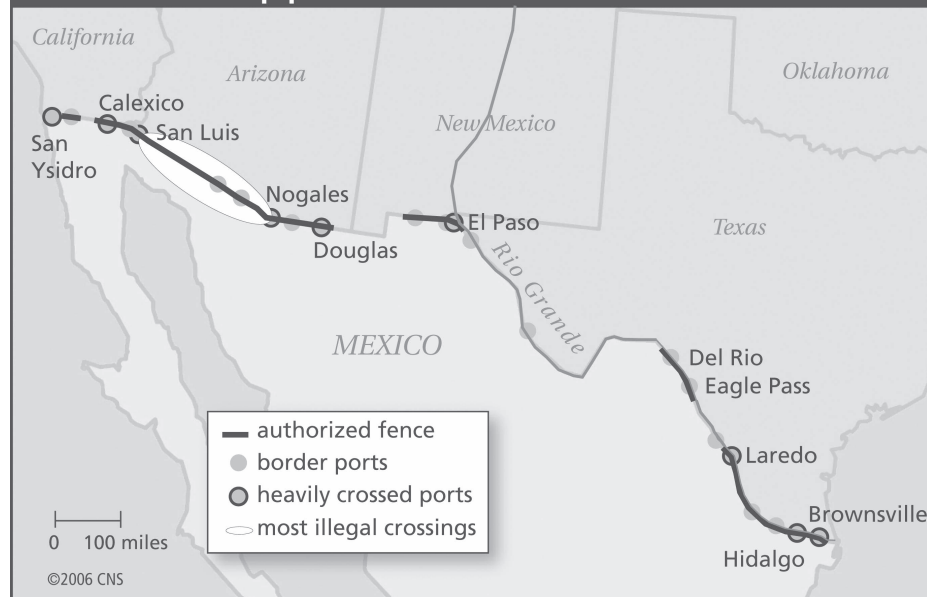 California
Arizona
Oklahoma
Calexico
New Mexico
San Luis
San
Ysidro
Nogales
El Paso
Texas
Douglas
Rio Grande
MEXICO
Del Rio
Eagle Pass
authorized fence
border ports
Laredo
heavily crossed ports
most illegal crossings
Brownsville
0 100 miles
Hidalgo
©2006 CNS